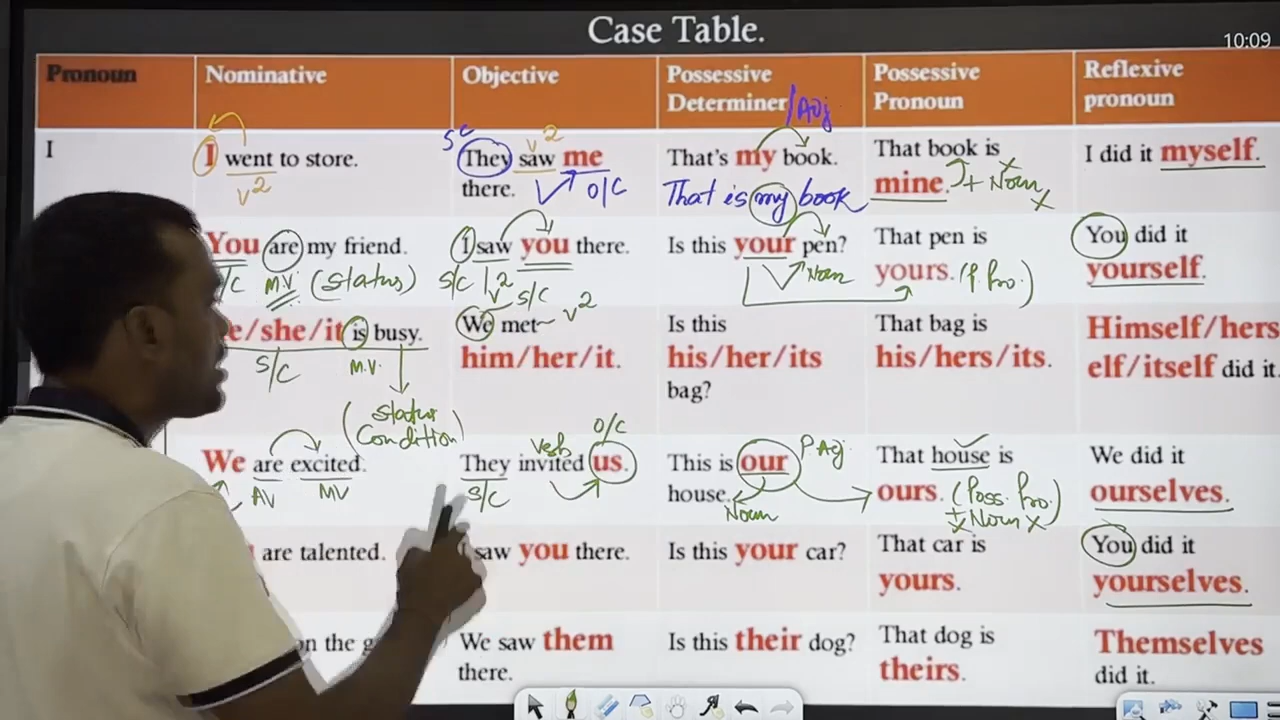 Case Table.
10:09
Pronoun
Nominative
Objective
Possessive
Determiner /Adj
Possessive
Pronoun
Reflexive
pronoun
I
I went to store.
v2
S/C
v2
They saw me
there.
O/C
That's my book.
That is my book
That book is
mine. + Noun x
x
I did it myself.
You are my friend.
/C M.V. (Status)
I saw you there.
S/C v2 S/C
Is this your pen?
Noun
That pen is
yours. (P. Pro.)
You did it
yourself.
e/she/it is busy.
S/C M.V.
(Status
Condition)
We met v2
him/her/it.
Is this
his/her/its
bag?
That bag is
his/hers/its.
Himself/hers
elf/itself did it.
We are excited.
AV MV
verb O/C
They invited us.
S/C
This is our P Adj.
house.
Noun
That house is
ours. (Poss. Pro.)
+
x Noun x
We did it
ourselves.
are talented.
saw you there.
Is this your car?
That car is
yours.
You did it
yourselves.
on the g
We saw them
there.
Is this their dog?
That dog is
theirs.
Themselves
did it.